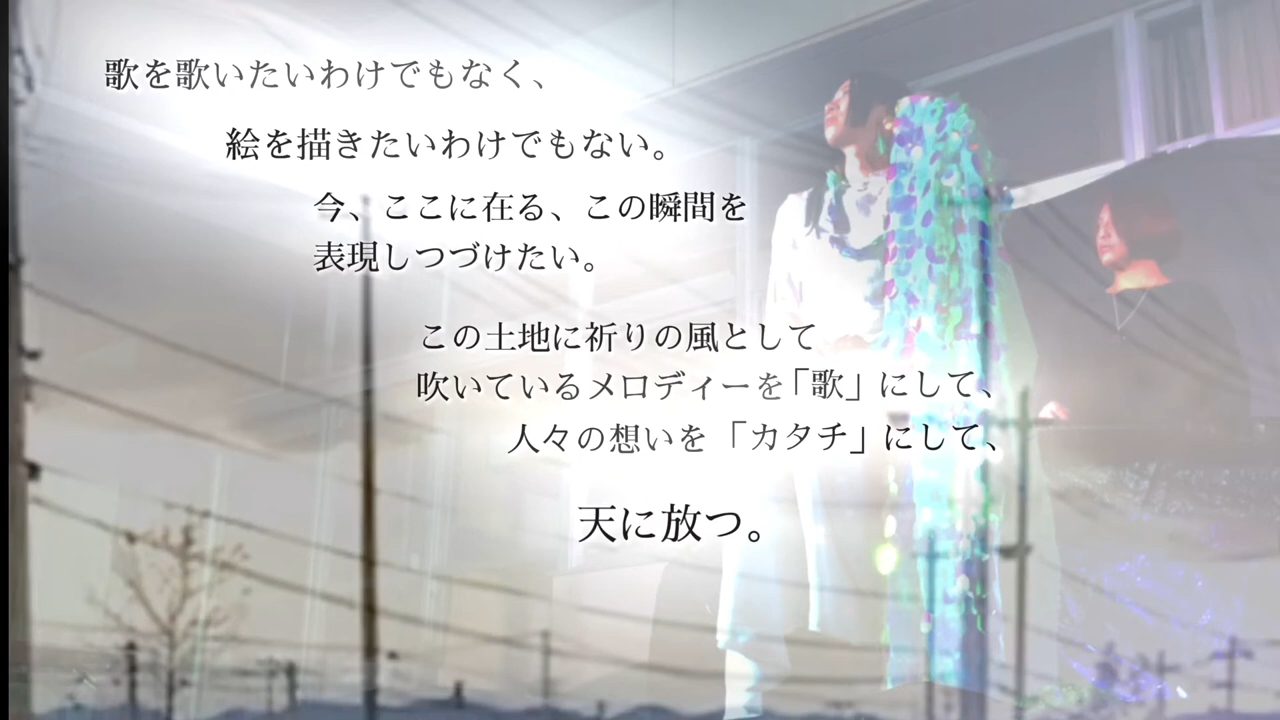 歌を歌いたいわけでもなく、
絵を描きたいわけでもない。
今、ここに在る、この瞬間を
表現しつづけたい。
この土地に祈りの風として
吹いているメロディーを「歌」にして、
人々の想いを「カタチ」にして、
天に放つ。